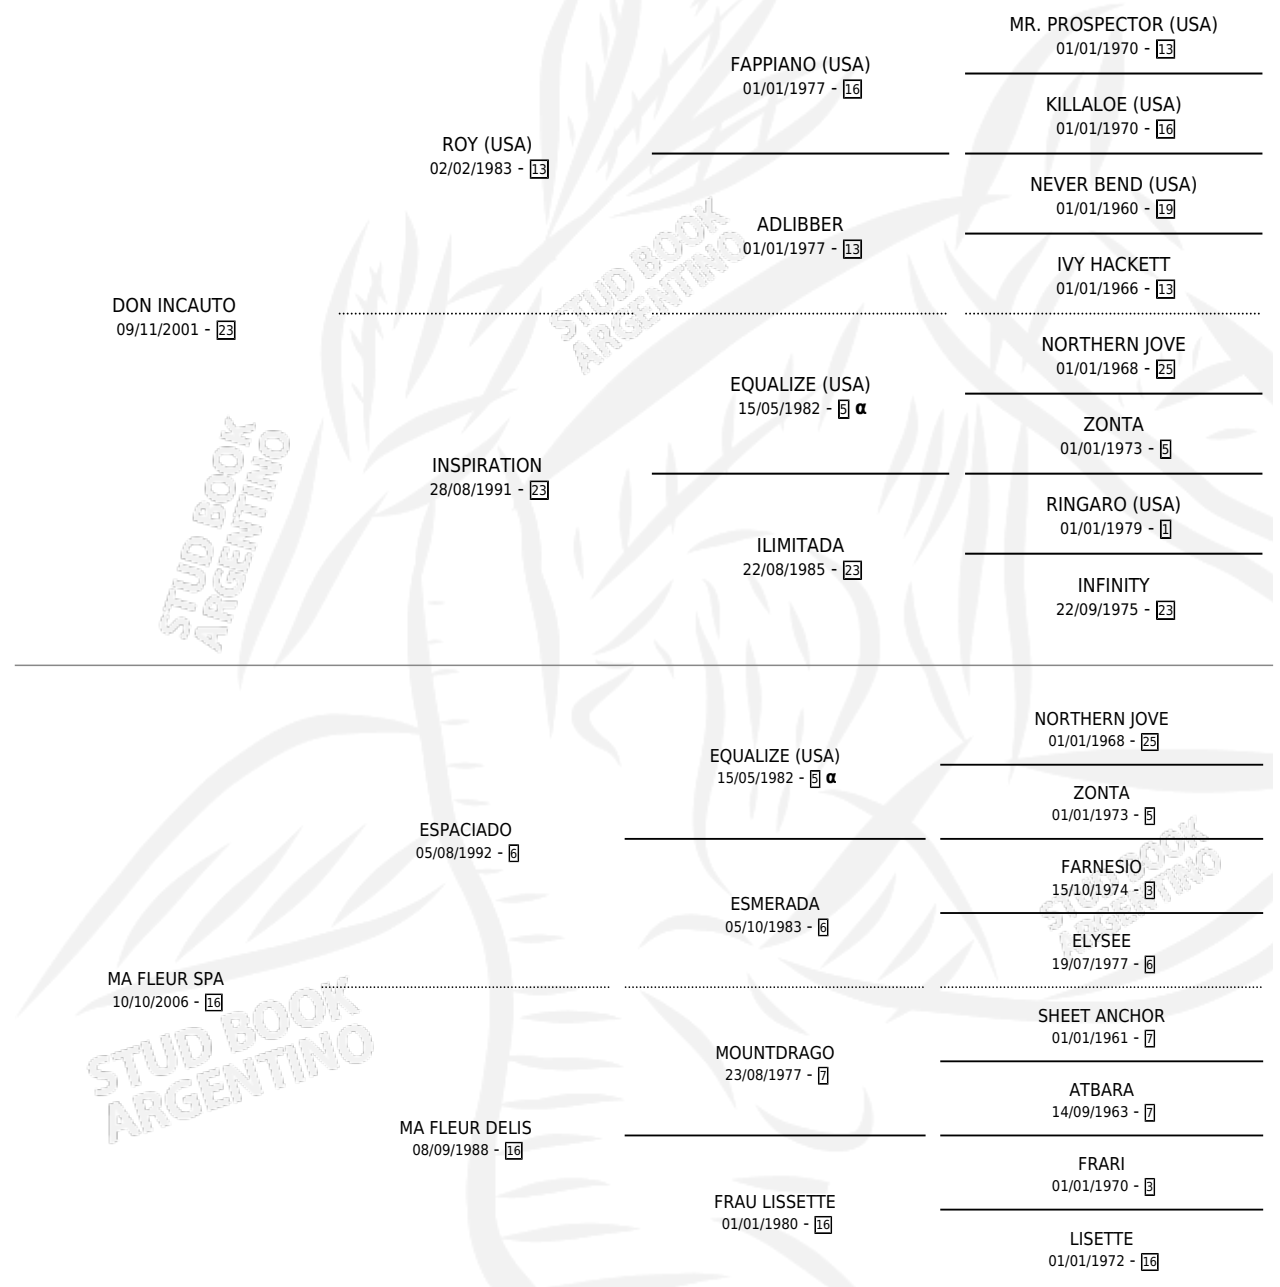 MR. PROSPECTOR (USA)
01/01/1970 - 13
FAPPIANO (USA)
01/01/1977 - 16
KILLALOE (USA)
01/01/1970 - 16
ROY (USA)
02/02/1983 - 13
NEVER BEND (USA)
01/01/1960 - 19
ADLIBBER
01/01/1977 - 13
IVY HACKETT
01/01/1966 - 13
DON INCAUTO
09/11/2001 - 23
NORTHERN JOVE
01/01/1968 - 25
EQUALIZE (USA)
15/05/1982 - 5 α
ZONTA
01/01/1973 - 5
INSPIRATION
28/08/1991 - 23
RINGARO (USA)
01/01/1979 - 1
ILIMITADA
22/08/1985 - 23
INFINITY
22/09/1975 - 23
NORTHERN JOVE
01/01/1968 - 25
EQUALIZE (USA)
15/05/1982 - 5 α
ZONTA
01/01/1973 - 5
ESPACIADO
05/08/1992 - 6
FARNESIO
15/10/1974 - 3
ESMERADA
05/10/1983 - 6
ELYSEE
19/07/1977 - 6
MA FLEUR SPA
10/10/2006 - 16
SHEET ANCHOR
01/01/1961 - 7
MOUNTDRAGO
23/08/1977 - 7
ATBARA
14/09/1963 - 7
MA FLEUR DELIS
08/09/1988 - 16
FRARI
01/01/1970 - 3
FRAU LISSETTE
01/01/1980 - 16
LISETTE
01/01/1972 - 16
STUD BOOK
ARGENTINO
STUD BOOK
ARGENTINO
STUD BOOK
ARGENTINO
STUD BOOK
ARGENTINO